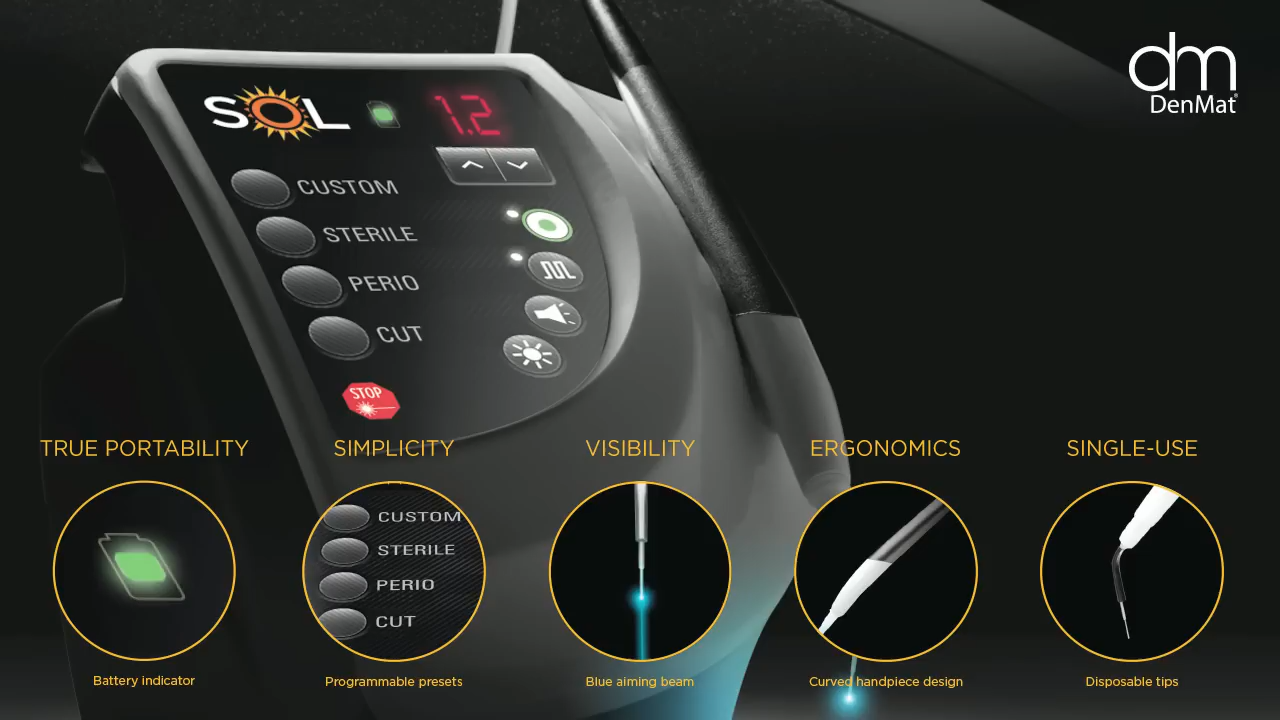 dm
DenMat®
SOL
1.2
CUSTOM
STERILE
PERIO
CUT
STOP
TRUE PORTABILITY
SIMPLICITY
VISIBILITY
ERGONOMICS
SINGLE-USE
CUSTOM
STERILE
PERIO
CUT
Battery indicator
Programmable presets
Blue aiming beam
Curved handpiece design
Disposable tips